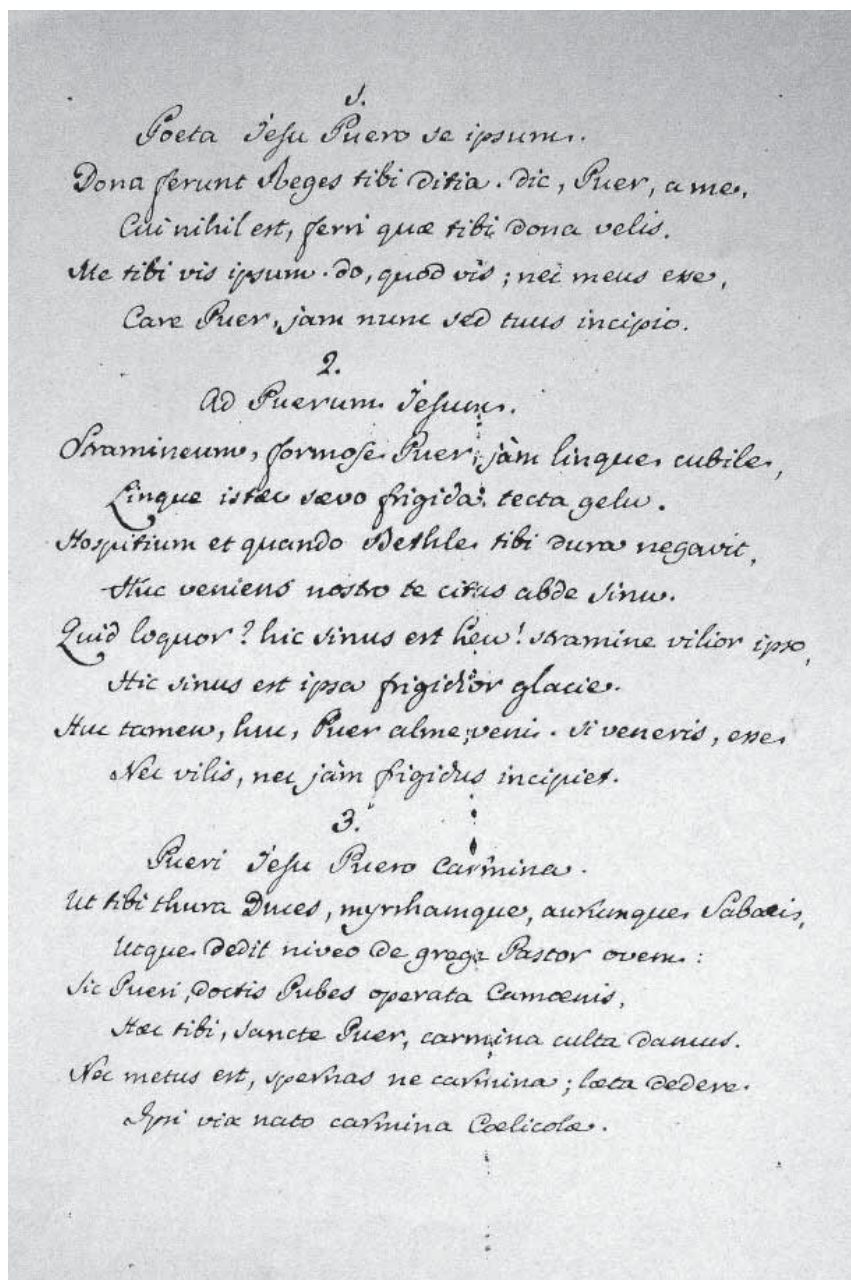 1.
Poeta Jesu Puero se ipsum.
Dona ferunt Reges tibi ditia. dic, Puer, a me,
Cui nihil est, ferri quæ tibi dona velis.
Me tibi vis ipsum. do, quod vis; nec meus esse,
Care Puer, jam nunc sed tuus incipio.
2.
Ad Puerum Jesum.
Stramineum, formose Puer, jàm linque cubile,
Linque istæc sævo frigida tecta gelu.
Hospitium et quando Bethle tibi dura negavit,
Huc veniens nostro te citus abde sinu.
Quid loquor? hic sinus est heu! stramine vilior ipso,
Hic sinus est ipsa frigidior glacie.
Huc tamen, huc, Puer alme, veni. si veneris, esse
Nec vilis, nec jàm frigidus incipiet.
3.
Pueri Jesu Puero Carmina.
Ut tibi thura Duces, myrrhamque, aurumque Sabæis,
Utque dedit niveo de grege Pastor ovem:
Sic Pueri, doctis Pubes operata Camœnis,
Hæc tibi, sancte Puer, carmina culta damus.
Nec metus est, spernas ne carmina; læta dedere
Ipsi vix nato carmina Cœlicolæ.